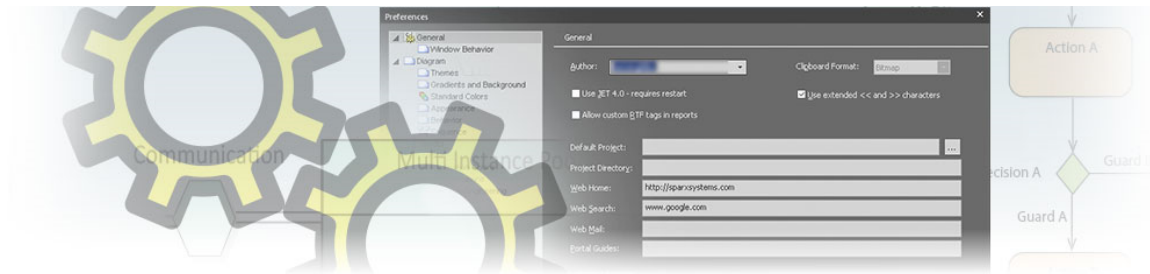 Preferences
General
Window Behavior
Diagram
Themes
Gradients and Background
Standard Colors
Appearance
Behavior
General
Author:
Clipboard Format: Bitmap
Use JET 4.0 - requires restart
Use extended << and >> characters
Allow custom RTF tags in reports
Default Project: ...
Project Directory:
Web Home: http://sparxsystems.com
Web Search: www.google.com
Web Mail:
Portal Guides:
Communication
Multi Instance
Action A
Guard
Guard A